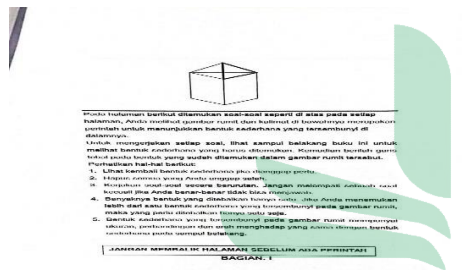 Pada halaman berikut ditemukan soal-soal seperti di atas pada setiap
halaman, Anda melihat gambar rumit dan kalimat di bawahnya merupakan
perintah untuk menunjukkan bentuk sederhana yang tersembunyi di
dalamnya.
Untuk mengerjakan setiap soal, lihat sampul belakang buku ini untuk
melihat bentuk sederhana yang harus ditemukan. Kemudian berilah garis
tebal pada bentuk yang sudah ditemukan dalam gambar rumit tersebut.
Perhatikan hal-hal berikut:
1. Lihat kembali bentuk sederhana jika dianggap perlu.
2. Hapus semua yang Anda anggap salah.
3. Kerjakan soal-soal secara berurutan. Jangan melompati sebuah soal
kecuali jika Anda benar-benar tidak bisa menjawab.
4. Banyaknya bentuk yang ditebalkan hanya satu. Jika Anda menemukan
lebih dari satu bentuk sederhana yang tersembunyi pada gambar rumit,
maka yang perlu ditebalkan hanya satu saja.
5. Bentuk sederhana yang tersembunyi pada gambar rumit mempunyai
ukuran, perbandingan dan arah menghadap yang sama dengan bentuk
sederhana pada sampul belakang.
JANGAN MEMBALIK HALAMAN SEBELUM ADA PERINTAH
BAGIAN. I